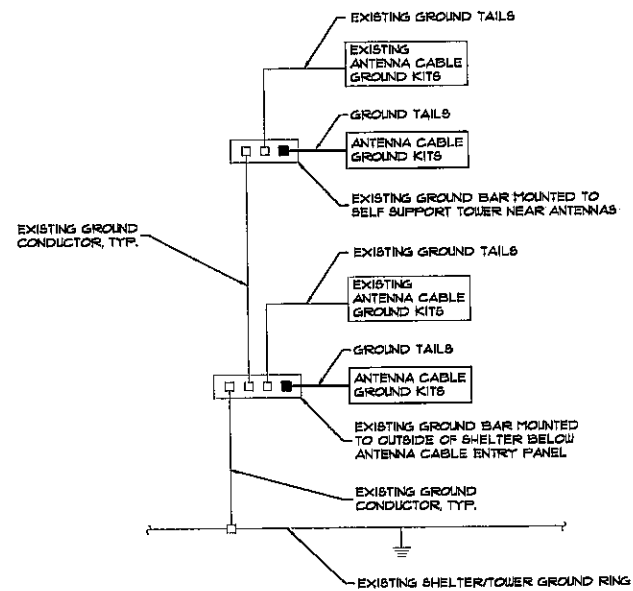 EXISTING GROUND TAILS
EXISTING
ANTENNA CABLE
GROUND KITS
GROUND TAILS
ANTENNA CABLE
GROUND KITS
EXISTING GROUND BAR MOUNTED TO
SELF SUPPORT TOWER NEAR ANTENNAS
EXISTING GROUND
CONDUCTOR, TYP.
EXISTING GROUND TAILS
EXISTING
ANTENNA CABLE
GROUND KITS
GROUND TAILS
ANTENNA CABLE
GROUND KITS
EXISTING GROUND BAR MOUNTED
TO OUTSIDE OF SHELTER BELOW
ANTENNA CABLE ENTRY PANEL
EXISTING GROUND
CONDUCTOR, TYP.
EXISTING SHELTER/TOWER GROUND RING